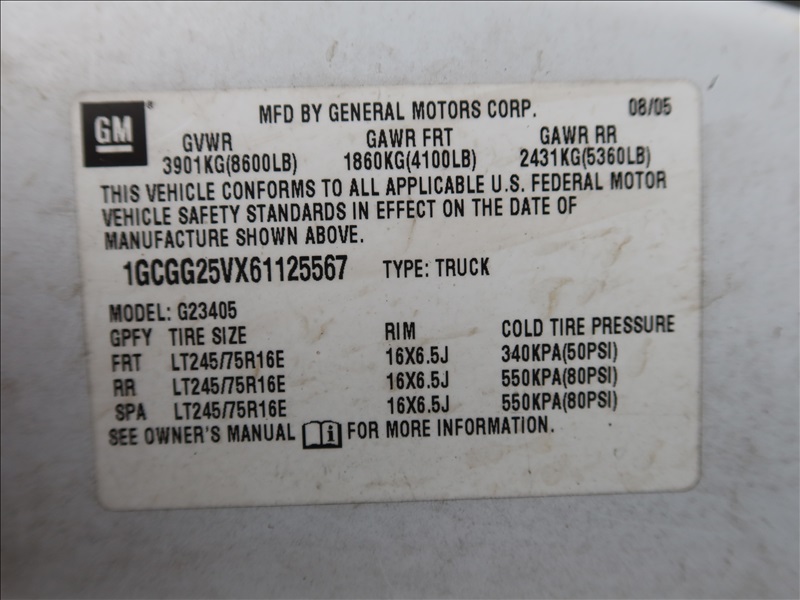 GM® MFD BY GENERAL MOTORS CORP. 08/05
GVWR GAWR FRT GAWR RR
3901KG(8600LB) 1860KG(4100LB) 2431KG(5360LB)
THIS VEHICLE CONFORMS TO ALL APPLICABLE U.S. FEDERAL MOTOR
VEHICLE SAFETY STANDARDS IN EFFECT ON THE DATE OF
MANUFACTURE SHOWN ABOVE.
1GCGG25VX61125567 TYPE: TRUCK
MODEL: G23405
GPFY TIRE SIZE RIM COLD TIRE PRESSURE
FRT LT245/75R16E 16X6.5J 340KPA(50PSI)
RR LT245/75R16E 16X6.5J 550KPA(80PSI)
SPA LT245/75R16E 16X6.5J 550KPA(80PSI)
SEE OWNER'S MANUAL i FOR MORE INFORMATION.